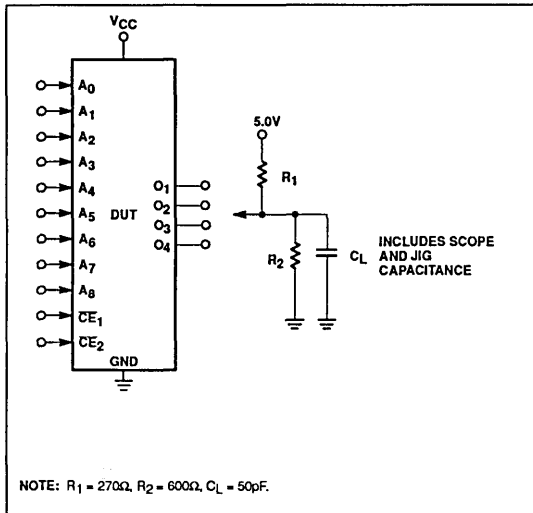 VCC
A0
A1
A2
A3
A4
A5
A6
A7
A8
CE1
CE2
DUT
O1
O2
O3
O4
GND
5.0V
R1
R2
CL
INCLUDES SCOPE
AND JIG
CAPACITANCE
NOTE: R1 = 270Ω, R2 = 600Ω, CL = 50pF.